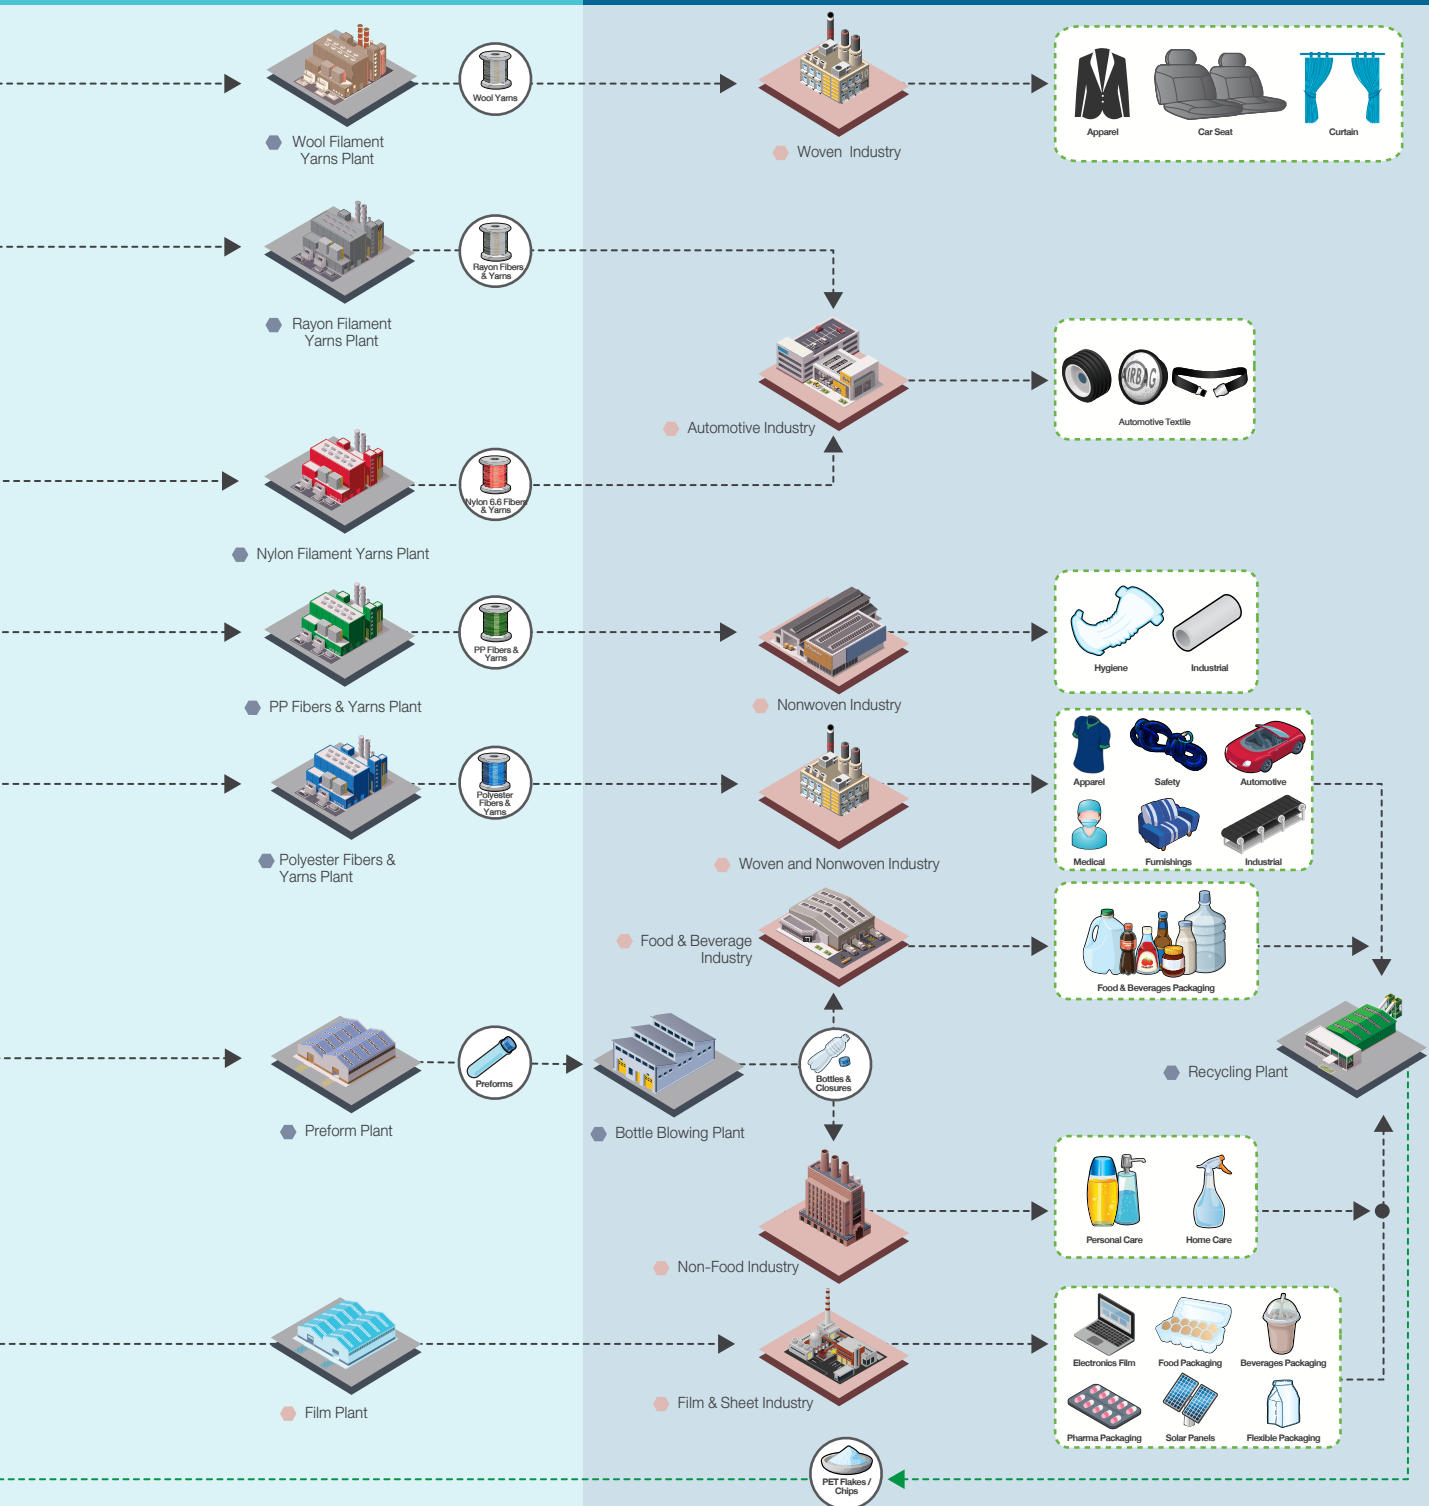 Wool Yarns
Wool Filament
Yarns Plant
Woven Industry
Apparel
Car Seat
Curtain
Rayon Fibers
& Yarns
Rayon Filament
Yarns Plant
AIRBAG
Automotive Textile
Automotive Industry
Nylon 6.6 Fibers
& Yarns
Nylon Filament Yarns Plant
PP Fibers &
Yarns
PP Fibers & Yarns Plant
Nonwoven Industry
Hygiene
Industrial
Polyester
Fibers &
Yarns
Polyester Fibers &
Yarns Plant
Woven and Nonwoven Industry
Apparel
Safety
Automotive
Medical
Furnishings
Industrial
Food & Beverage
Industry
Food & Beverages Packaging
Preforms
Preform Plant
Bottle Blowing Plant
Bottles &
Closures
Recycling Plant
Non-Food Industry
Personal Care
Home Care
Film Plant
Film & Sheet Industry
Electronics Film
Food Packaging
Beverages Packaging
Pharma Packaging
Solar Panels
Flexible Packaging
PET Flakes /
Chips